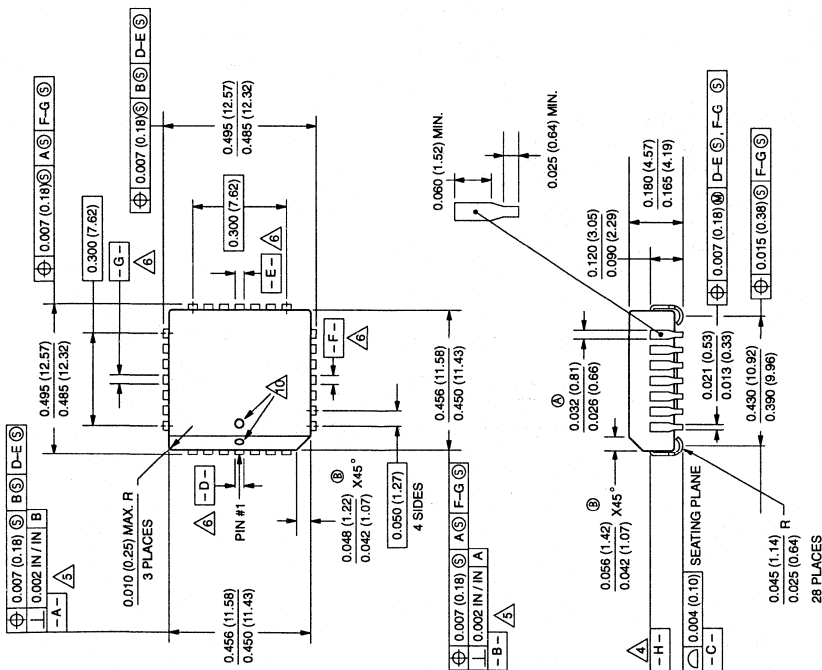 ⌖ 0.007 (0.18) Ⓢ B Ⓢ D–E Ⓢ
⊥ 0.002 IN / IN B
-A-
5
0.456 (11.58)
0.450 (11.43)
0.010 (0.25) MAX. R
3 PLACES
0.495 (12.57)
0.485 (12.32)
0.300 (7.62)
-G-
6
⌖ 0.007 (0.18) Ⓢ A Ⓢ F–G Ⓢ
⌖ 0.007 (0.18) Ⓢ B Ⓢ D–E Ⓢ
0.495 (12.57)
0.485 (12.32)
0.300 (7.62)
-E-
6
10
-D-
6
PIN #1
-F-
6
0.456 (11.58)
0.450 (11.43)
Ⓑ
0.048 (1.22)
0.042 (1.07)
X45°
0.050 (1.27)
4 SIDES
⌖ 0.007 (0.18) Ⓢ A Ⓢ F–G Ⓢ
⊥ 0.002 IN / IN A
-B-
5
0.060 (1.52) MIN.
0.025 (0.64) MIN.
0.120 (3.05)
0.090 (2.29)
0.180 (4.57)
0.165 (4.19)
Ⓐ
0.032 (0.81)
0.026 (0.66)
Ⓑ
0.056 (1.42)
0.042 (1.07)
X45°
0.021 (0.53)
0.013 (0.33)
⌖ 0.007 (0.18) Ⓜ D–E Ⓢ, F–G Ⓢ
0.430 (10.92)
0.390 (9.96)
⌖ 0.015 (0.38) Ⓢ F–G Ⓢ
4
-H-
⌓ 0.004 (0.10) SEATING PLANE
-C-
0.045 (1.14)
0.025 (0.64)
R
28 PLACES